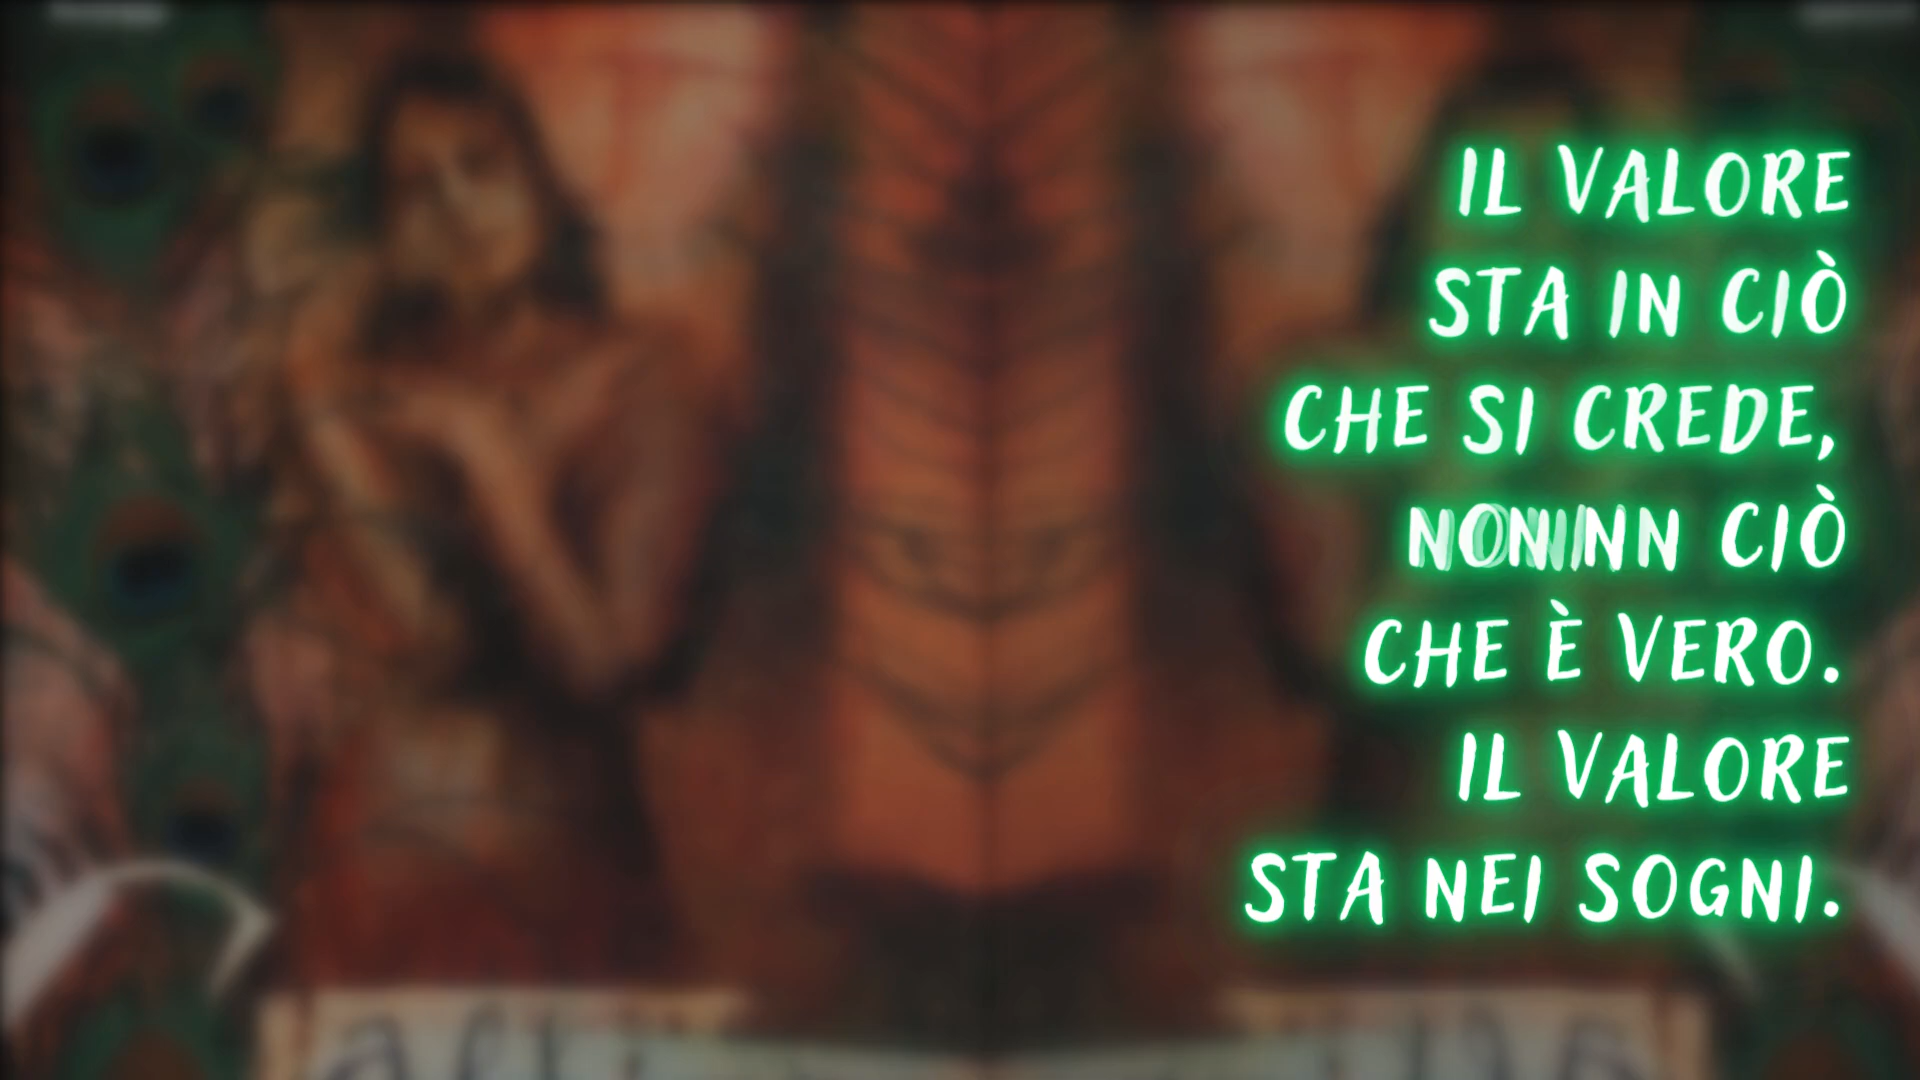 IL VALORE
STA IN CIÒ
CHE SI CREDE,
CIÒ
CHE È VERO.
IL VALORE
STA NEI SOGNI.